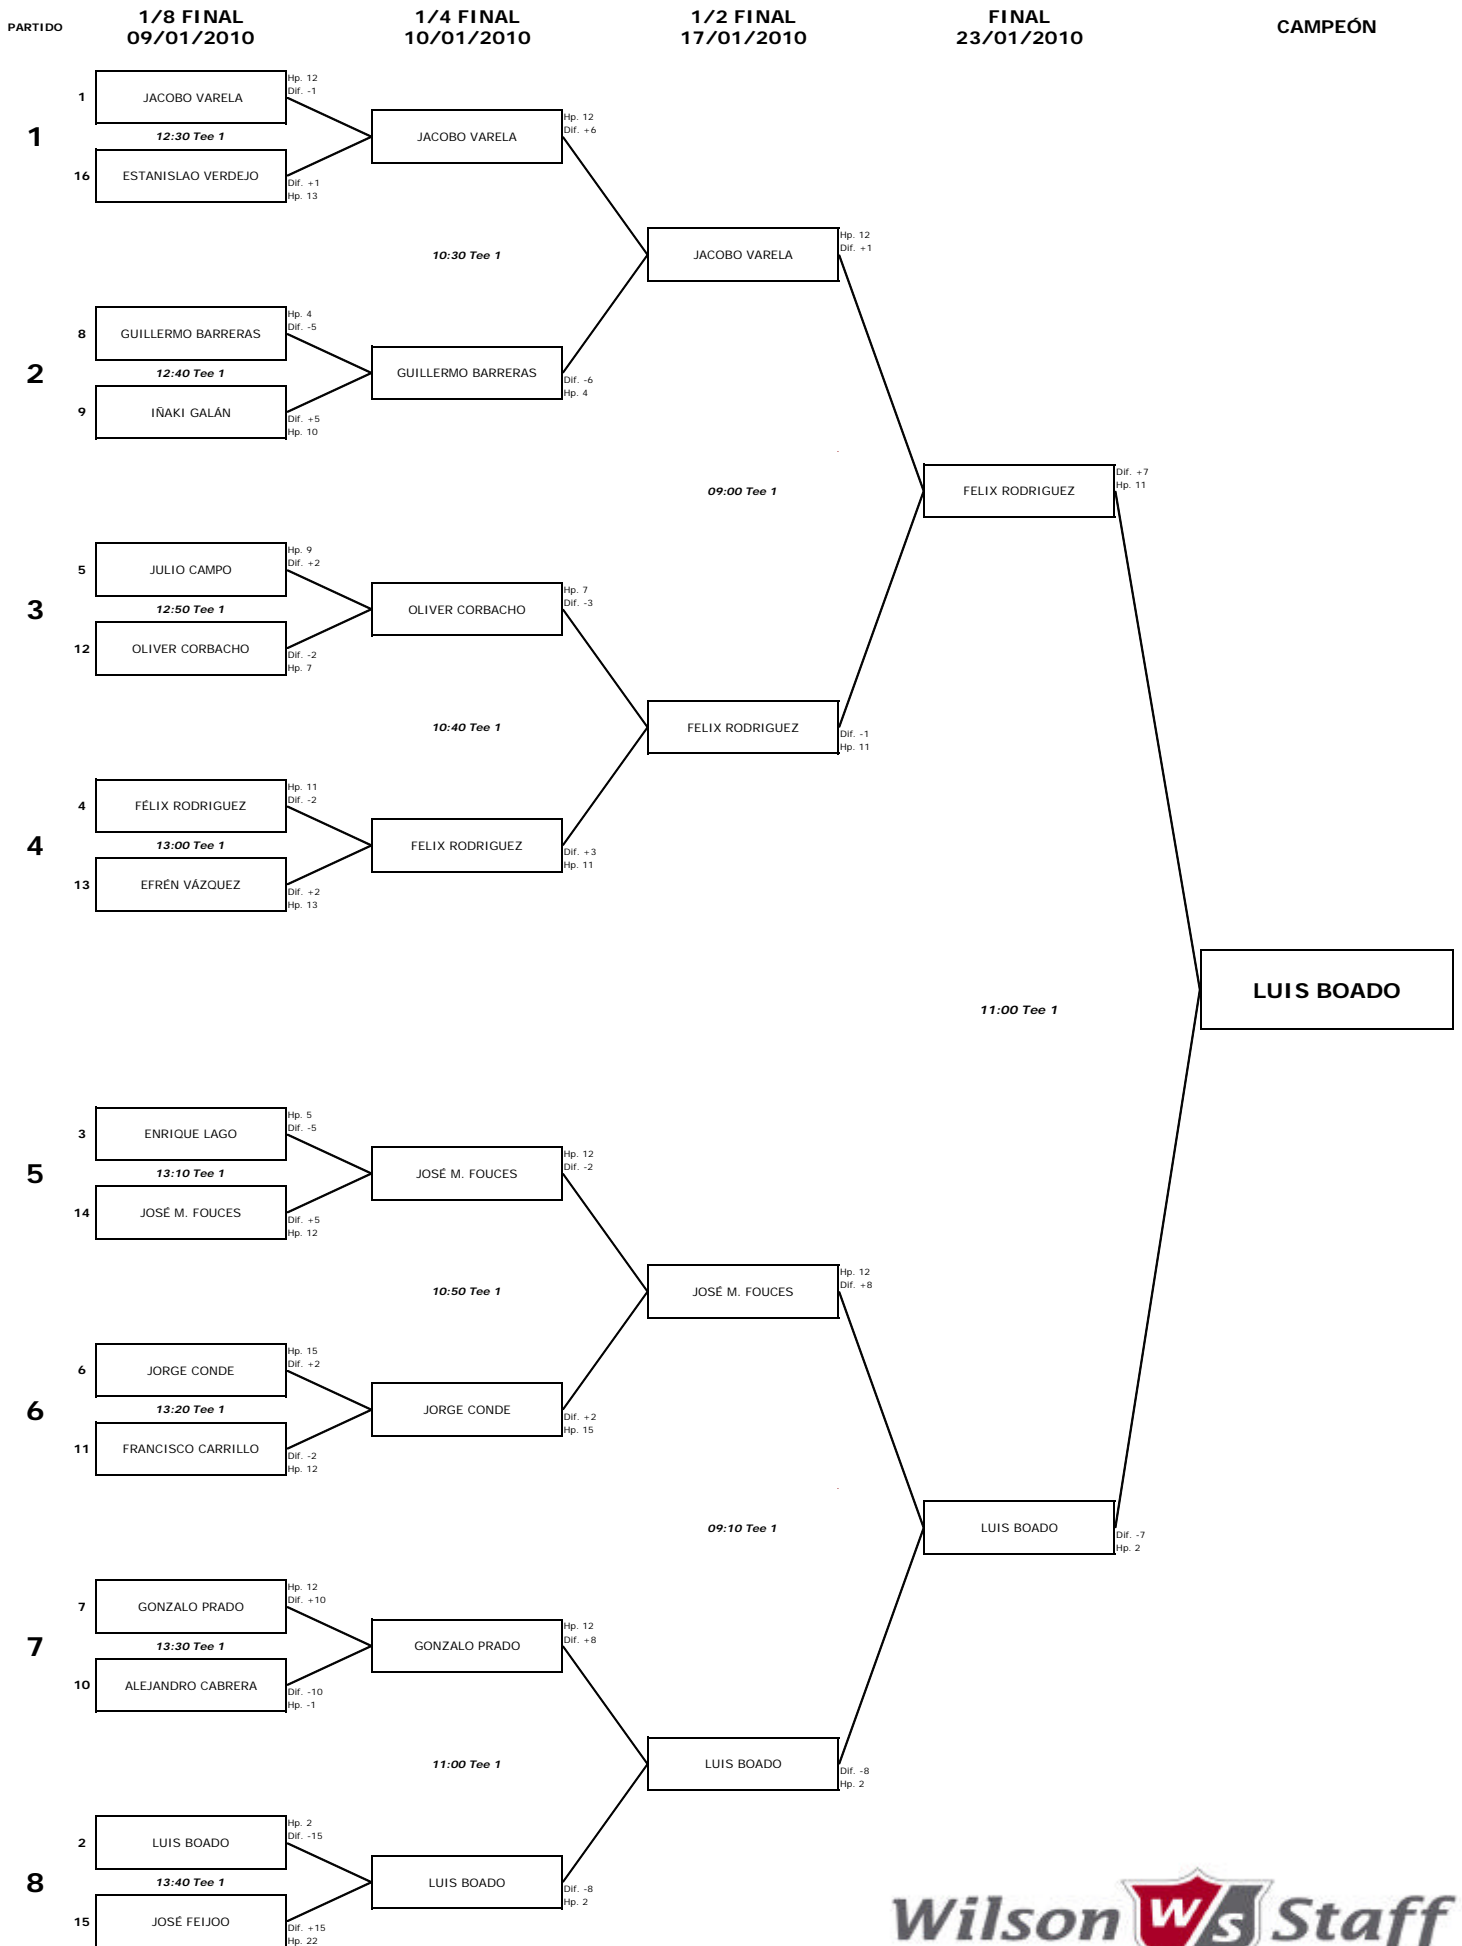 PARTIDO
1/8 FINAL
09/01/2010
1/4 FINAL
10/01/2010
1/2 FINAL
17/01/2010
FINAL
23/01/2010
CAMPEÓN
1
1
JACOBO VARELA
Hp. 12
Dif. -1
12:30 Tee 1
16
ESTANISLAO VERDEJO
Dif. +1
Hp. 13
JACOBO VARELA
Hp. 12
Dif. +6
10:30 Tee 1
JACOBO VARELA
Hp. 12
Dif. +1
2
8
GUILLERMO BARRERAS
Hp. 4
Dif. -5
12:40 Tee 1
9
IÑAKI GALÁN
Dif. +5
Hp. 10
GUILLERMO BARRERAS
Dif. -6
Hp. 4
09:00 Tee 1
FELIX RODRIGUEZ
Dif. +7
Hp. 11
3
5
JULIO CAMPO
Hp. 9
Dif. +2
12:50 Tee 1
12
OLIVER CORBACHO
Dif. -2
Hp. 7
OLIVER CORBACHO
Hp. 7
Dif. -3
10:40 Tee 1
FELIX RODRIGUEZ
Dif. -1
Hp. 11
4
4
FÉLIX RODRIGUEZ
Hp. 11
Dif. -2
13:00 Tee 1
13
EFRÉN VÁZQUEZ
Dif. +2
Hp. 13
FELIX RODRIGUEZ
Dif. +3
Hp. 11
11:00 Tee 1
LUIS BOADO
5
3
ENRIQUE LAGO
Hp. 5
Dif. -5
13:10 Tee 1
14
JOSÉ M. FOUCES
Dif. +5
Hp. 12
JOSÉ M. FOUCES
Hp. 12
Dif. -2
10:50 Tee 1
JOSÉ M. FOUCES
Hp. 12
Dif. +8
6
6
JORGE CONDE
Hp. 15
Dif. +2
13:20 Tee 1
11
FRANCISCO CARRILLO
Dif. -2
Hp. 12
JORGE CONDE
Dif. +2
Hp. 15
09:10 Tee 1
LUIS BOADO
Dif. -7
Hp. 2
7
7
GONZALO PRADO
Hp. 12
Dif. +10
13:30 Tee 1
10
ALEJANDRO CABRERA
Dif. -10
Hp. -1
GONZALO PRADO
Hp. 12
Dif. +8
11:00 Tee 1
LUIS BOADO
Dif. -8
Hp. 2
8
2
LUIS BOADO
Hp. 2
Dif. -15
13:40 Tee 1
15
JOSÉ FEIJOO
Dif. +15
Hp. 22
LUIS BOADO
Dif. -8
Hp. 2
Wilson W/S Staff